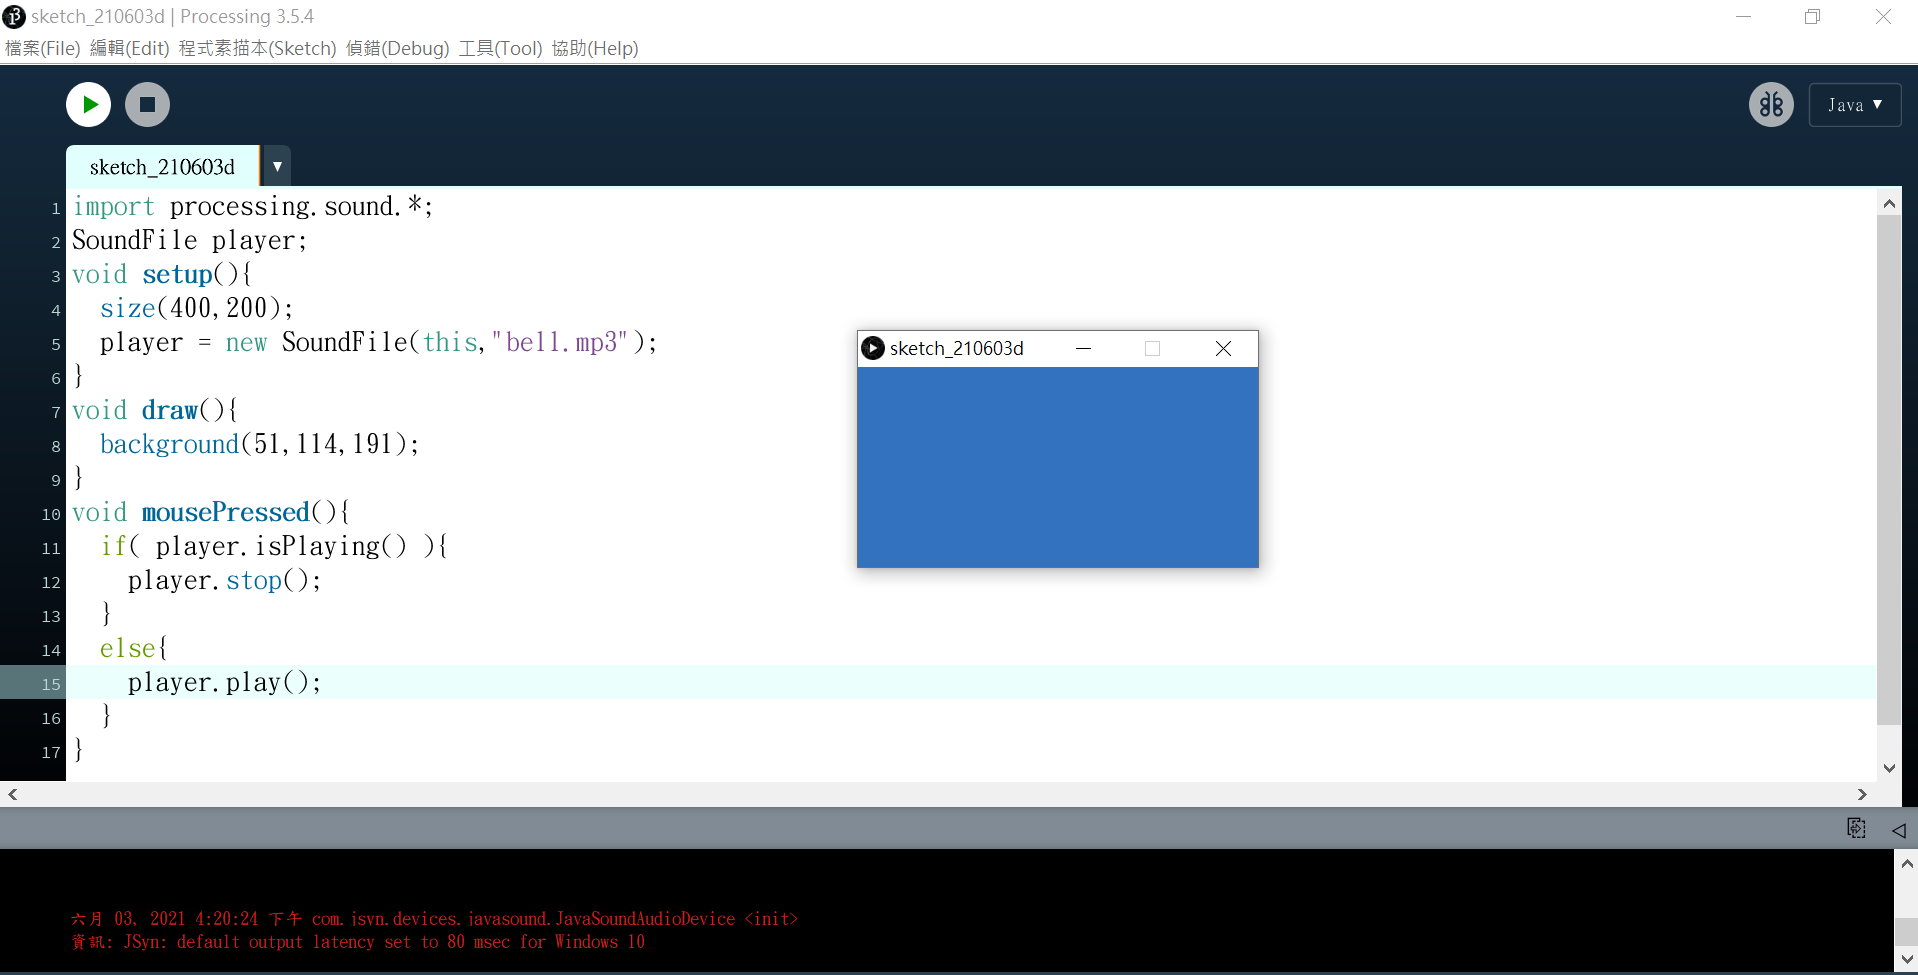 sketch_210603d | Processing 3.5.4
檔案(File) 編輯(Edit) 程式素描本(Sketch) 偵錯(Debug) 工具(Tool) 協助(Help)
Java ▼
sketch_210603d ▼
1 import processing.sound.*;
2 SoundFile player;
3 void setup(){
4   size(400,200);
5   player = new SoundFile(this,"bell.mp3");
6 }
7 void draw(){
8   background(51,114,191);
9 }
10 void mousePressed(){
11   if( player.isPlaying() ){
12     player.stop();
13   }
14   else{
15     player.play();
16   }
17 }
sketch_210603d
六月 03, 2021 4:20:24 下午 com.jsyn.devices.javasound.JavaSoundAudioDevice <init>
資訊: JSyn: default output latency set to 80 msec for Windows 10